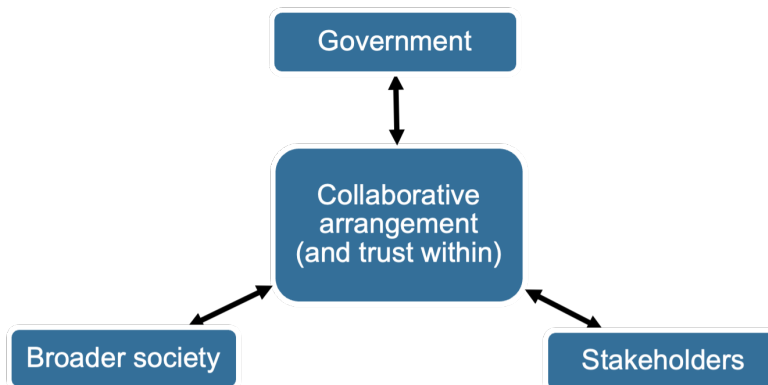 Government
Collaborative
arrangement
(and trust within)
Broader society
Stakeholders